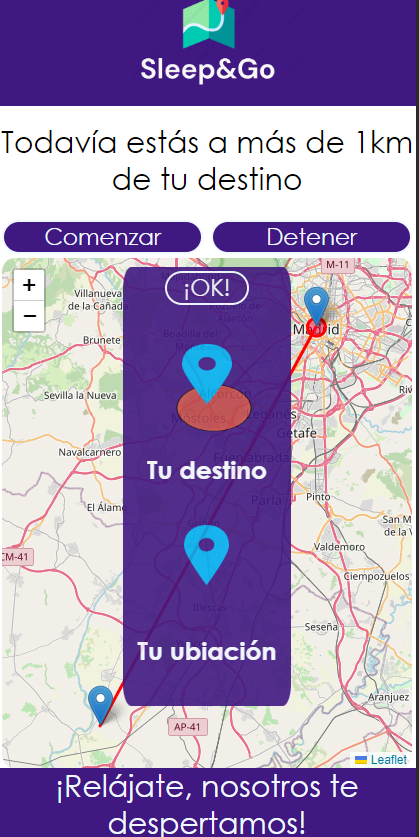 Sleep&Go
Todavía estás a más de 1km
de tu destino
Comenzar
Detener
+
−
¡OK!
M-11
Villanueva
de la Cañada
Boadilla del
Brunete
Madrid
Sevilla la Nueva
Alcorcón
Móstoles
Leganés
Getafe
Tu destino
Navalcarnero
Fuenlabrada
Parla
Pinto
El Álamo
San M
de la V
CM-41
Valdemoro
Ciempozuelos
Illescas
Seseña
Tu ubiación
Aranjuez
AP-41
Leaflet
¡Relájate, nosotros te
despertamos!